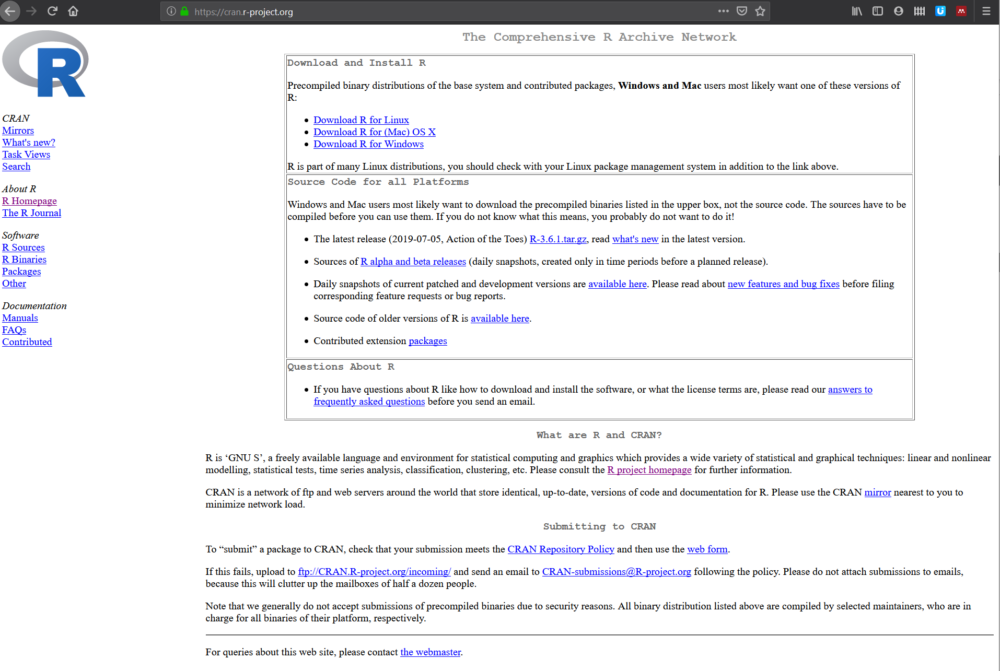 https://cran.r-project.org
R
CRAN
Mirrors
What's new?
Task Views
Search
About R
R Homepage
The R Journal
Software
R Sources
R Binaries
Packages
Other
Documentation
Manuals
FAQs
Contributed
The Comprehensive R Archive Network
Download and Install R
Precompiled binary distributions of the base system and contributed packages, Windows and Mac users most likely want one of these versions of
R:
• Download R for Linux
• Download R for (Mac) OS X
• Download R for Windows
R is part of many Linux distributions, you should check with your Linux package management system in addition to the link above.
Source Code for all Platforms
Windows and Mac users most likely want to download the precompiled binaries listed in the upper box, not the source code. The sources have to be
compiled before you can use them. If you do not know what this means, you probably do not want to do it!
• The latest release (2019-07-05, Action of the Toes) R-3.6.1.tar.gz, read what's new in the latest version.
• Sources of R alpha and beta releases (daily snapshots, created only in time periods before a planned release).
• Daily snapshots of current patched and development versions are available here. Please read about new features and bug fixes before filing
corresponding feature requests or bug reports.
• Source code of older versions of R is available here.
• Contributed extension packages
Questions About R
• If you have questions about R like how to download and install the software, or what the license terms are, please read our answers to
frequently asked questions before you send an email.
What are R and CRAN?
R is ‘GNU S’, a freely available language and environment for statistical computing and graphics which provides a wide variety of statistical and graphical techniques: linear and nonlinear
modelling, statistical tests, time series analysis, classification, clustering, etc. Please consult the R project homepage for further information.
CRAN is a network of ftp and web servers around the world that store identical, up-to-date, versions of code and documentation for R. Please use the CRAN mirror nearest to you to
minimize network load.
Submitting to CRAN
To “submit” a package to CRAN, check that your submission meets the CRAN Repository Policy and then use the web form.
If this fails, upload to ftp://CRAN.R-project.org/incoming/ and send an email to CRAN-submissions@R-project.org following the policy. Please do not attach submissions to emails,
because this will clutter up the mailboxes of half a dozen people.
Note that we generally do not accept submissions of precompiled binaries due to security reasons. All binary distribution listed above are compiled by selected maintainers, who are in
charge for all binaries of their platform, respectively.
For queries about this web site, please contact the webmaster.